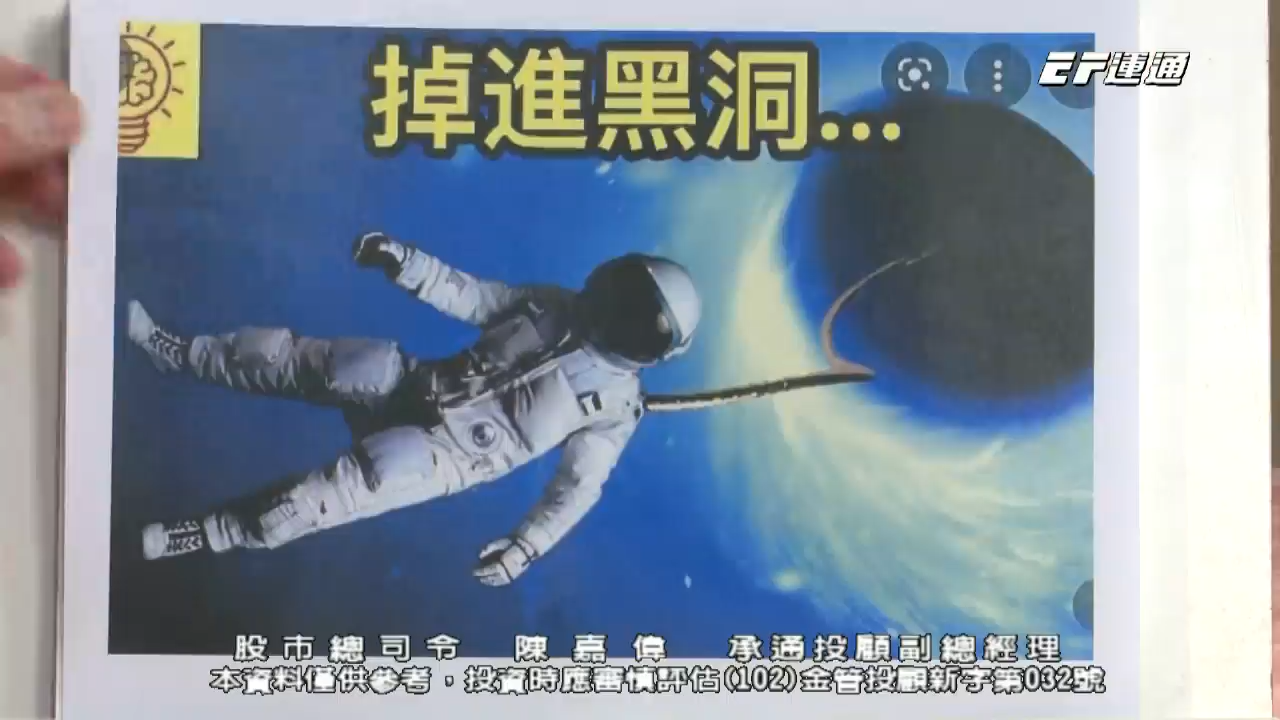 掉進黑洞...
EF運通
股市總司令 陳嘉偉 承通投顧副總經理
本資料僅供參考，投資時應審慎評估(102)金管投顧新字第032號